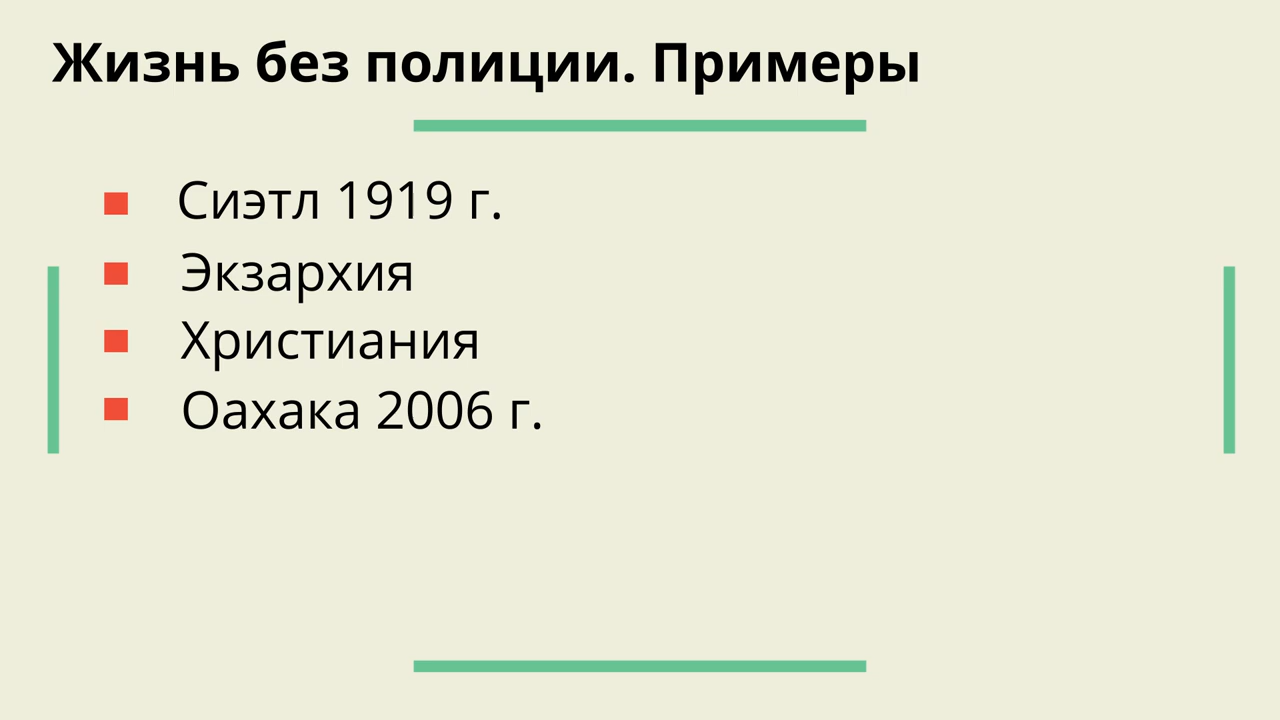 Жизнь без полиции. Примеры
Сиэтл 1919 г.
Экзархия
Христиания
Оахака 2006 г.